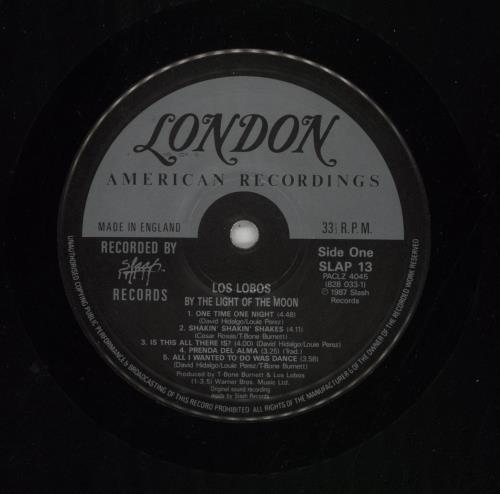 LONDON
AMERICAN RECORDINGS
MADE IN ENGLAND
33⅓ R.P.M.
RECORDED BY
Slash
RECORDS
Side One
SLAP 13
PACLZ 4045
(828 033-1)
℗ 1987 Slash
Records
LOS LOBOS
BY THE LIGHT OF THE MOON
1. ONE TIME ONE NIGHT (4.48)
(David Hidalgo/Louie Perez)
2. SHAKIN' SHAKIN' SHAKES (4.11)
(Cesar Rosas/T-Bone Burnett)
3. IS THIS ALL THERE IS? (4.00) (David Hidalgo/Louie Perez)
4. PRENDA DEL ALMA (3.25) (Trad.)
5. ALL I WANTED TO DO WAS DANCE (3.58)
(David Hidalgo/Louie Perez/T-Bone Burnett)
Produced by T-Bone Burnett & Los Lobos
(1-3,5) Warner Bros. Music Ltd.
Original sound recording
made by Slash Records
UNAUTHORISED COPYING PUBLIC PERFORMANCE & BROADCASTING OF THIS RECORD PROHIBITED ALL RIGHTS OF THE MANUFACTURER & OF THE OWNER OF THE RECORDED WORK RESERVED